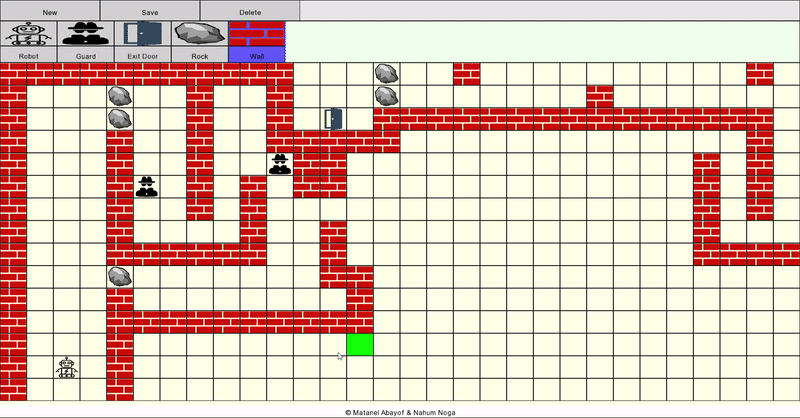 New Save Delete
Robot Guard Exit Door Rock Wall
© Matanel Abayof & Nahum Noga